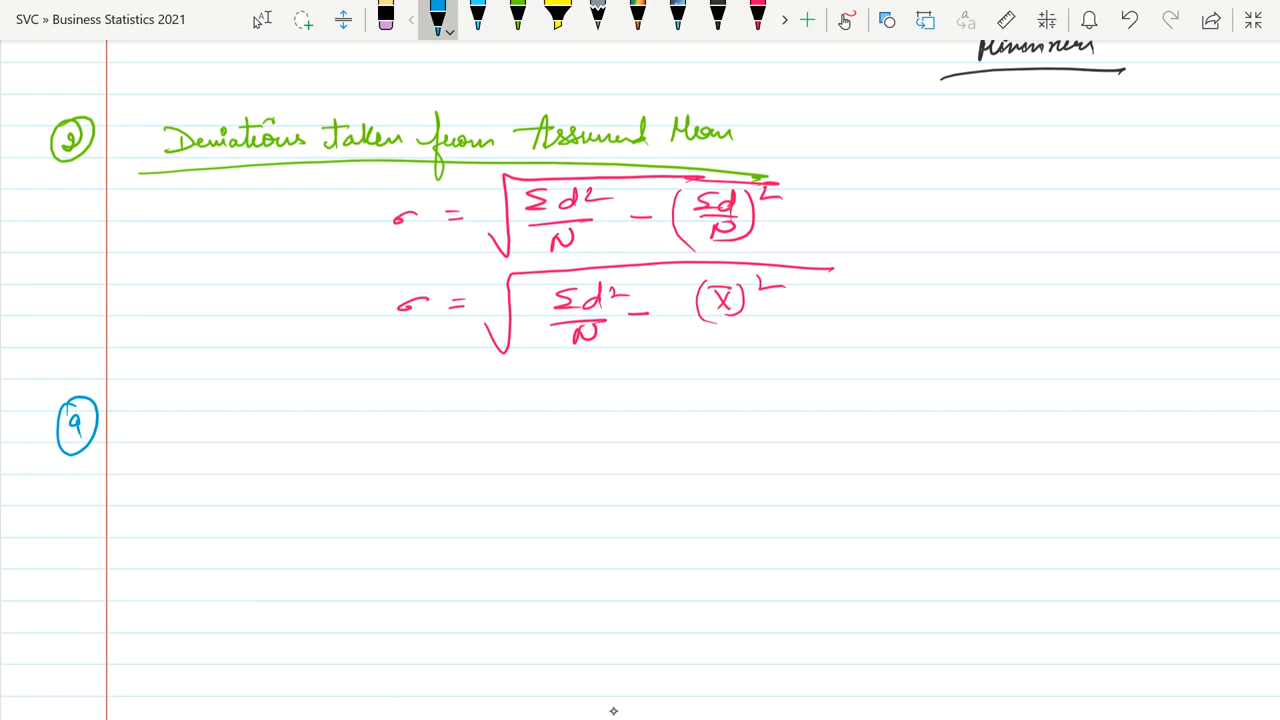 SVC » Business Statistics 2021
② Deviations taken from Assumed Mean
σ = √(Σd²/N − (Σd/N)²)
σ = √(Σd²/N − (X̄)²)
9